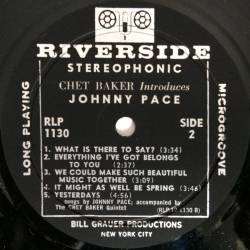 RIVERSIDE
STEREOPHONIC
CHET BAKER Introduces
JOHNNY PACE
LONG PLAYING
MICROGROOVE
RLP
1130
SIDE
2
1. WHAT IS THERE TO SAY? (3:34)
2. EVERYTHING I'VE GOT BELONGS
TO YOU (2:37)
3. WE COULD MAKE SUCH BEAUTIFUL
MUSIC TOGETHER (3:09)
4. IT MIGHT AS WELL BE SPRING (3:46)
5. YESTERDAYS (4:56)
songs by JOHNNY PACE; accompanied by
The CHET BAKER Quintet
(RLP 12 1130 B)
BILL GRAUER PRODUCTIONS
NEW YORK CITY